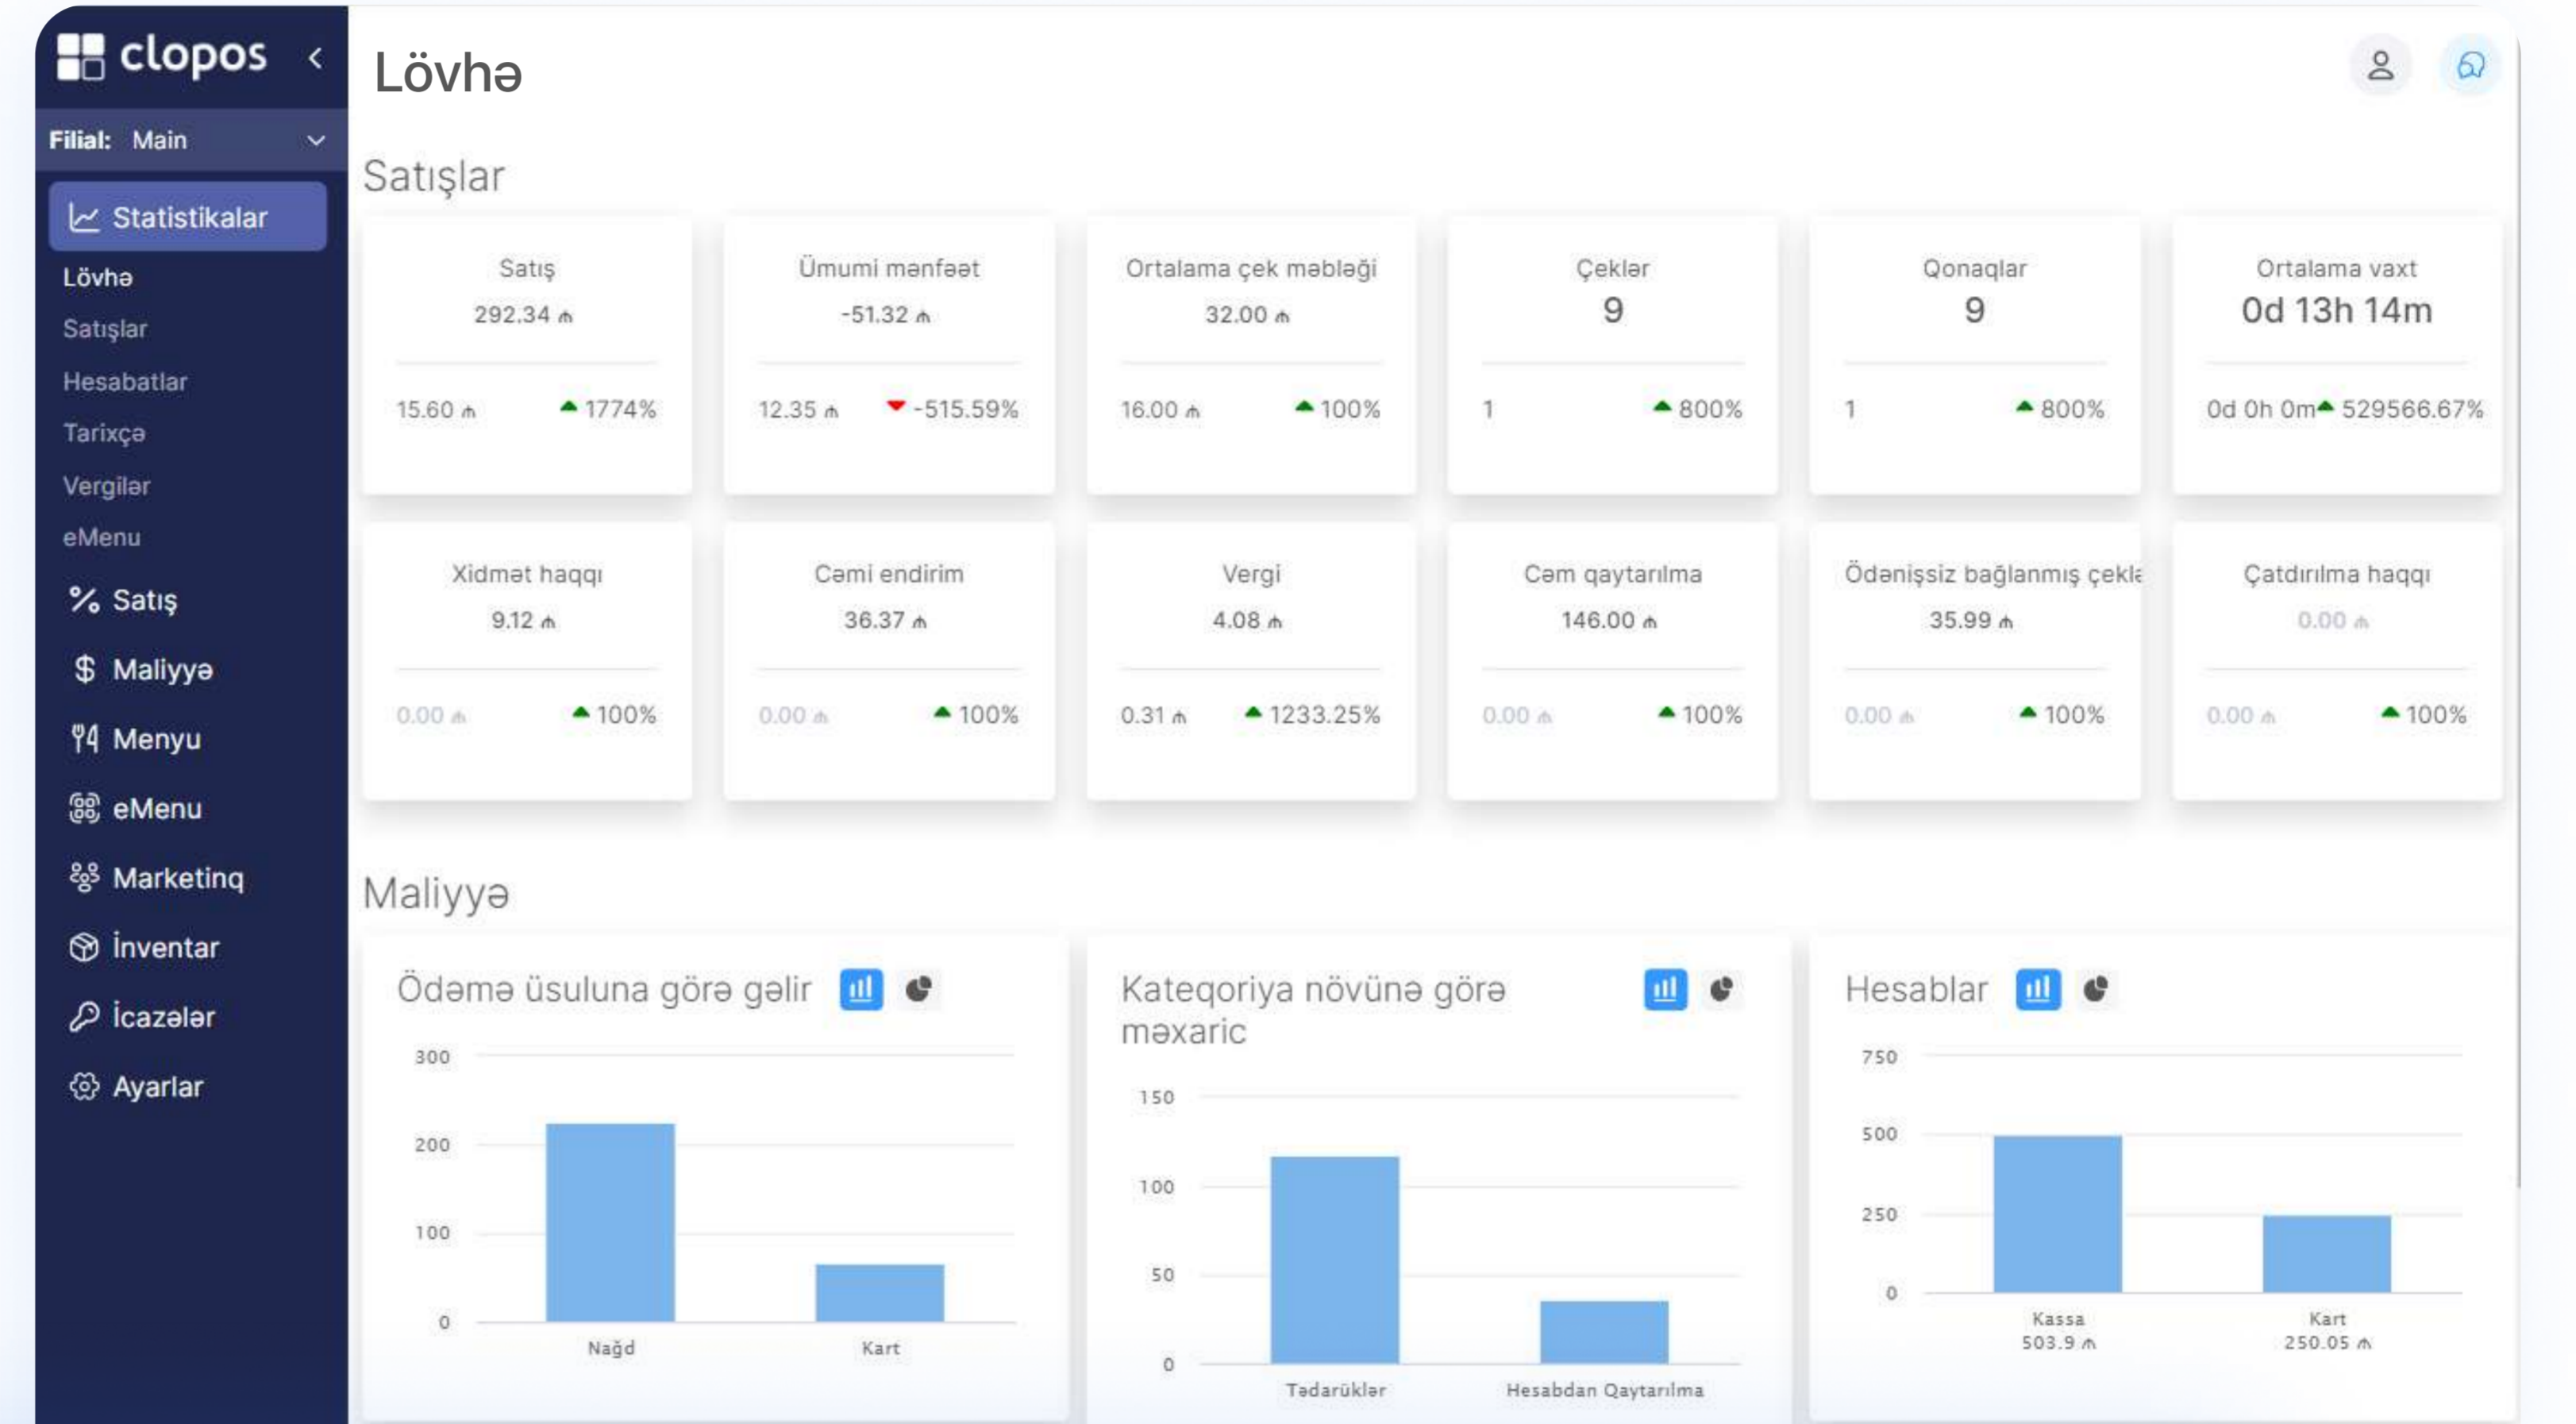 clopos
Lövhə
Filial: Main
Statistikalar
Lövhə
Satışlar
Hesabatlar
Tarixçə
Vergilər
eMenu
Satış
Maliyyə
Menyu
eMenu
Marketinq
İnventar
İcazələr
Ayarlar
Satışlar
Satış
292.34 ₼
15.60 ₼ 1774%
Ümumi mənfəət
-51.32 ₼
12.35 ₼ -515.59%
Ortalama çek məbləği
32.00 ₼
16.00 ₼ 100%
Çeklər
9
1 800%
Qonaqlar
9
1 800%
Ortalama vaxt
0d 13h 14m
0d 0h 0m 529566.67%
Xidmət haqqı
9.12 ₼
0.00 ₼ 100%
Cəmi endirim
36.37 ₼
0.00 ₼ 100%
Vergi
4.08 ₼
0.31 ₼ 1233.25%
Cəm qaytarılma
146.00 ₼
0.00 ₼ 100%
Ödənişsiz bağlanmış çeklə
35.99 ₼
0.00 ₼ 100%
Çatdırılma haqqı
0.00 ₼
0.00 ₼ 100%
Maliyyə
Ödəmə üsuluna görə gəlir
300
200
100
0
Nağd Kart
Kateqoriya növünə görə
məxaric
150
100
50
0
Tədarüklər Hesabdan Qaytarılma
Hesablar
750
500
250
0
Kassa Kart
503.9 ₼ 250.05 ₼